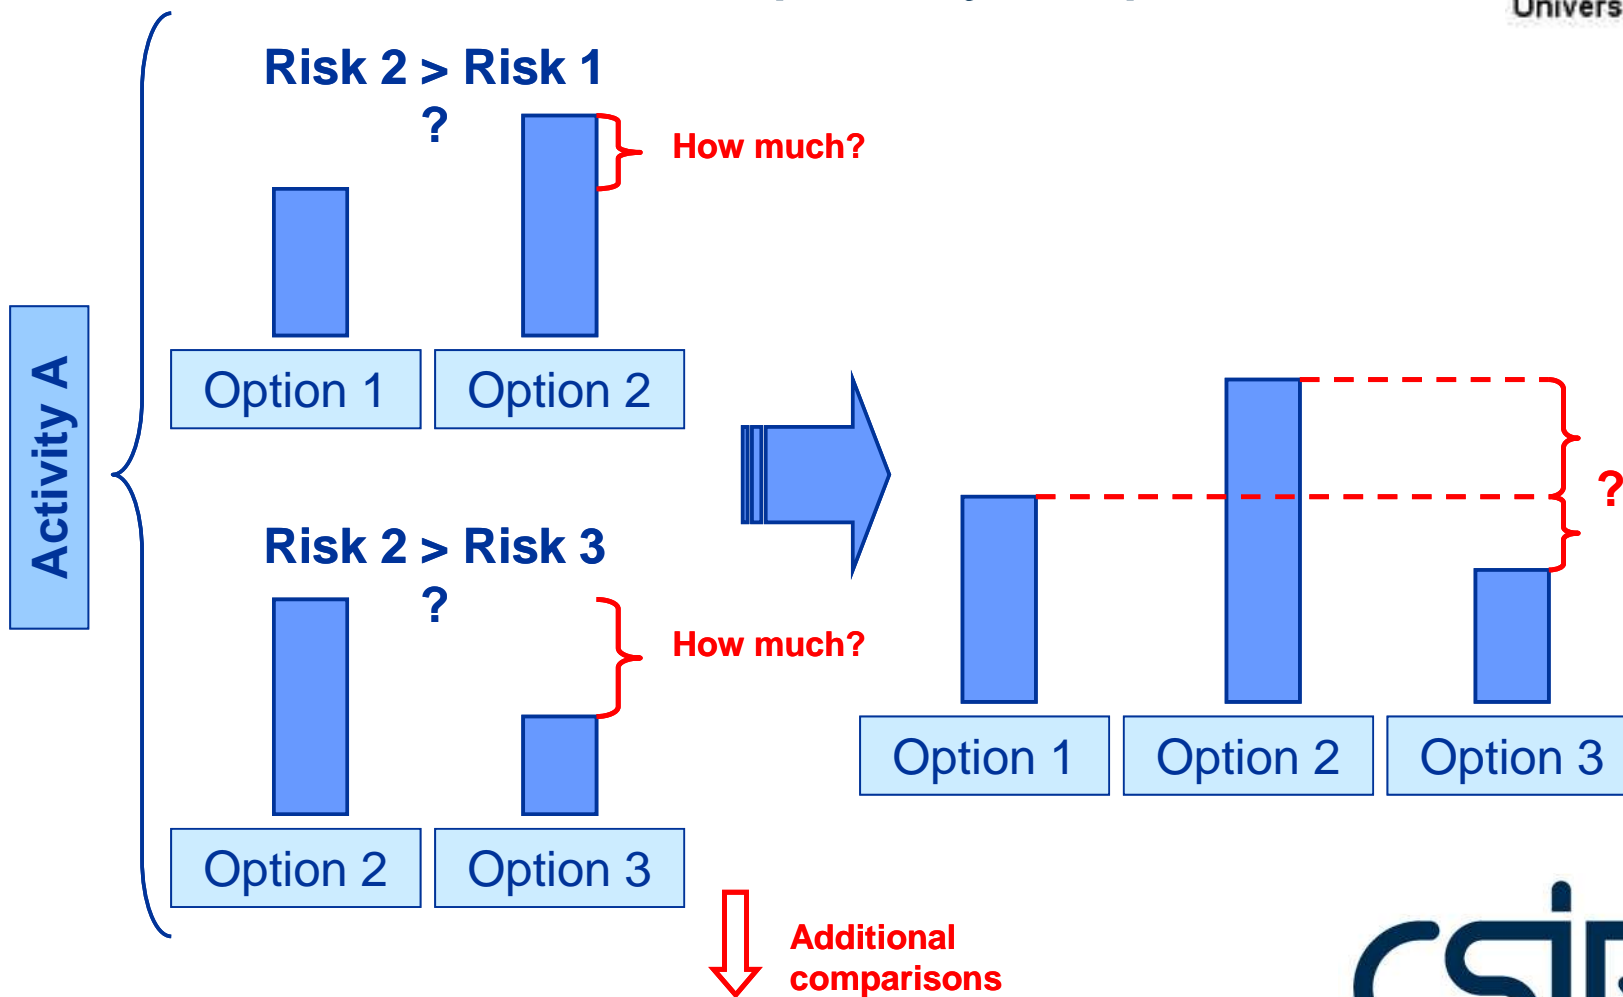 Univers
Risk 2 > Risk 1
?
How much?
Option 1
Option 2
Activity A
Risk 2 > Risk 3
?
How much?
Option 2
Option 3
Additional
comparisons
?
Option 1
Option 2
Option 3